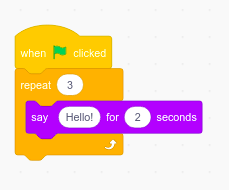 when clicked
repeat 3
say Hello! for 2 seconds